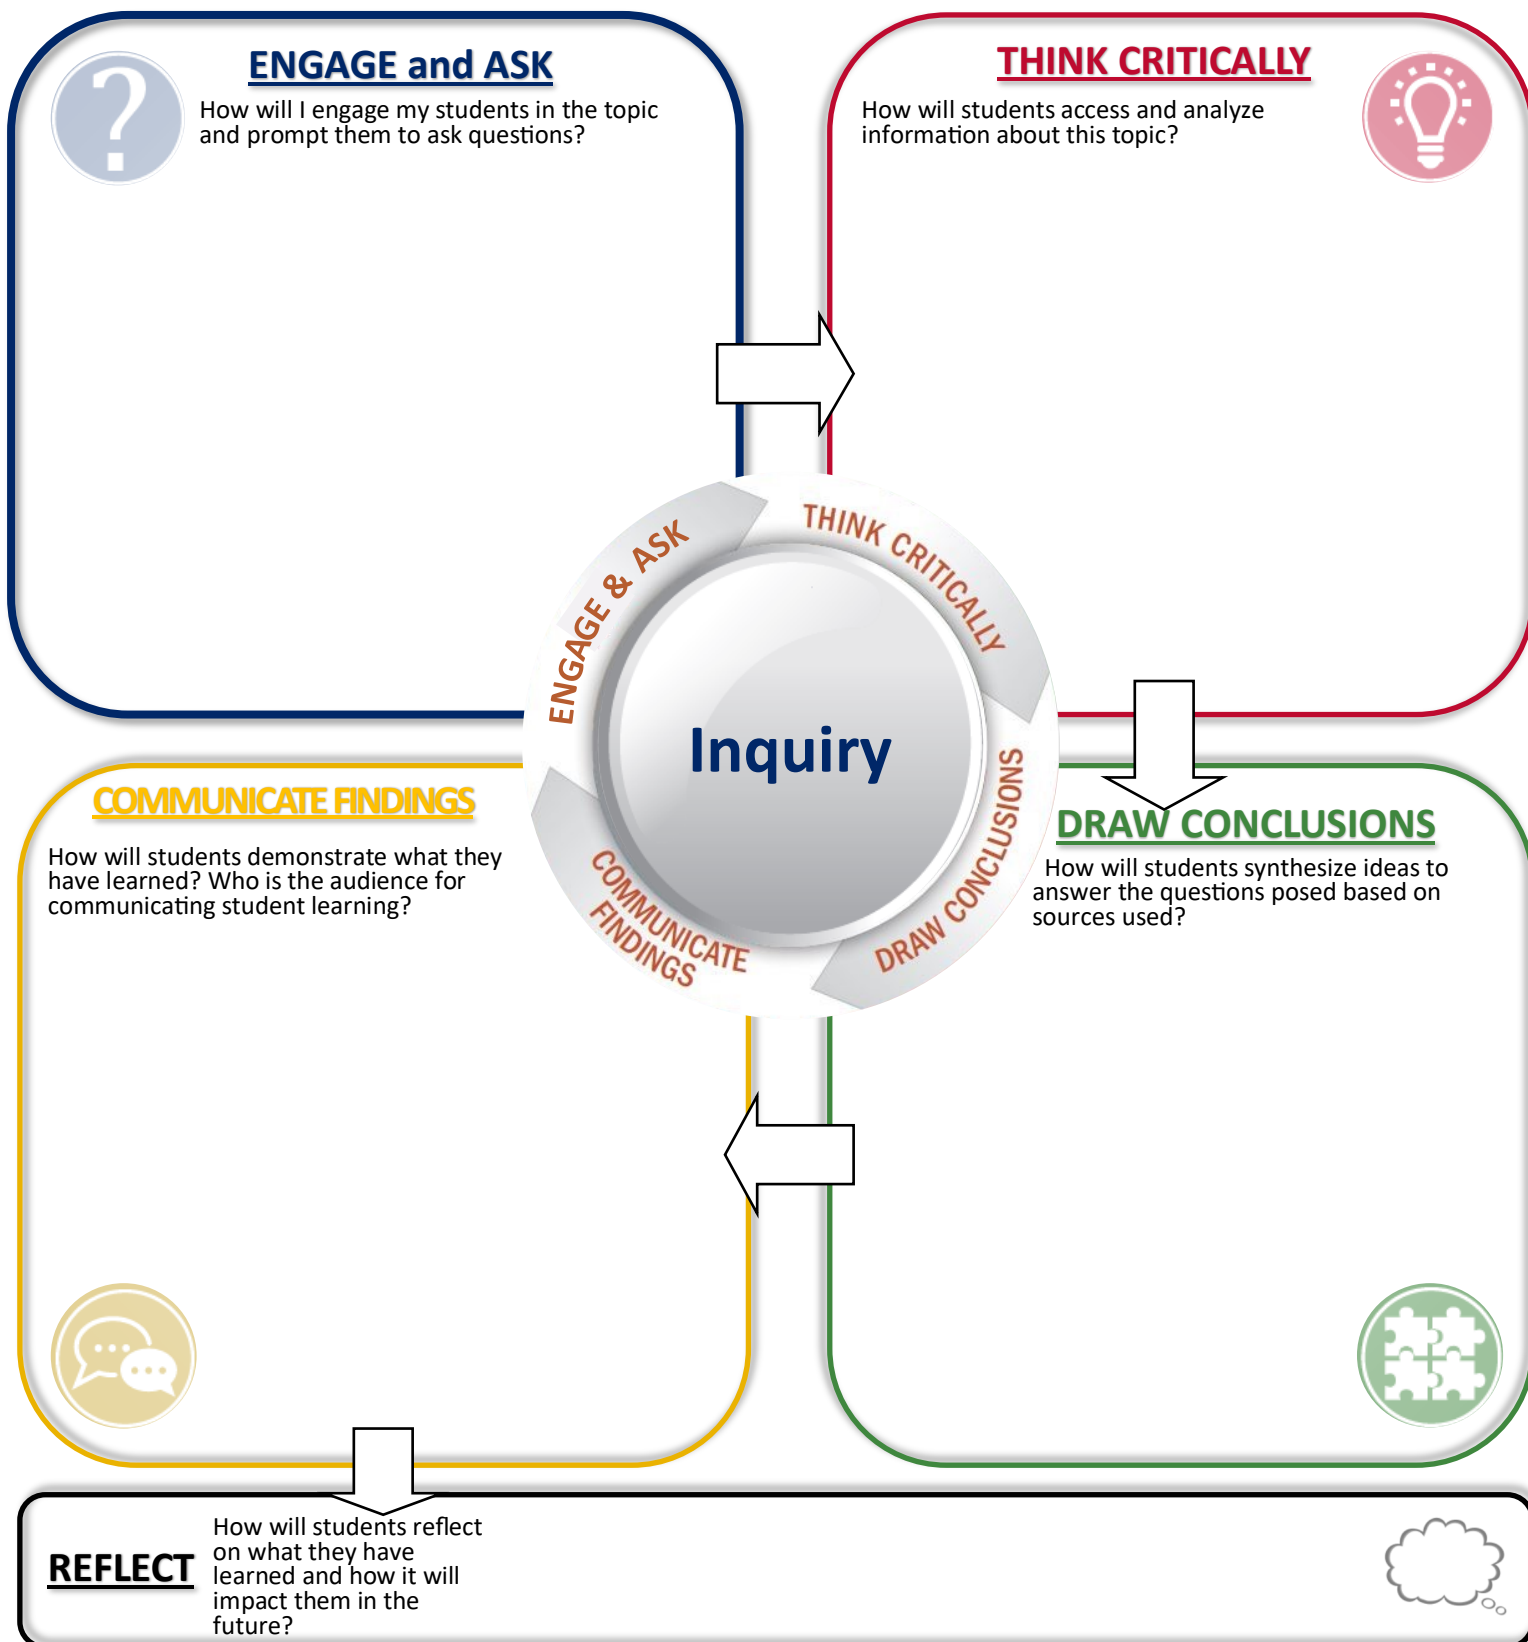 ENGAGE and ASK
How will I engage my students in the topic
and prompt them to ask questions?
?
THINK CRITICALLY
How will students access and analyze
information about this topic?
ENGAGE & ASK
THINK CRITICALLY
DRAW CONCLUSIONS
COMMUNICATE
FINDINGS
Inquiry
COMMUNICATE FINDINGS
How will students demonstrate what they
have learned? Who is the audience for
communicating student learning?
DRAW CONCLUSIONS
How will students synthesize ideas to
answer the questions posed based on
sources used?
REFLECT
How will students reflect
on what they have
learned and how it will
impact them in the
future?